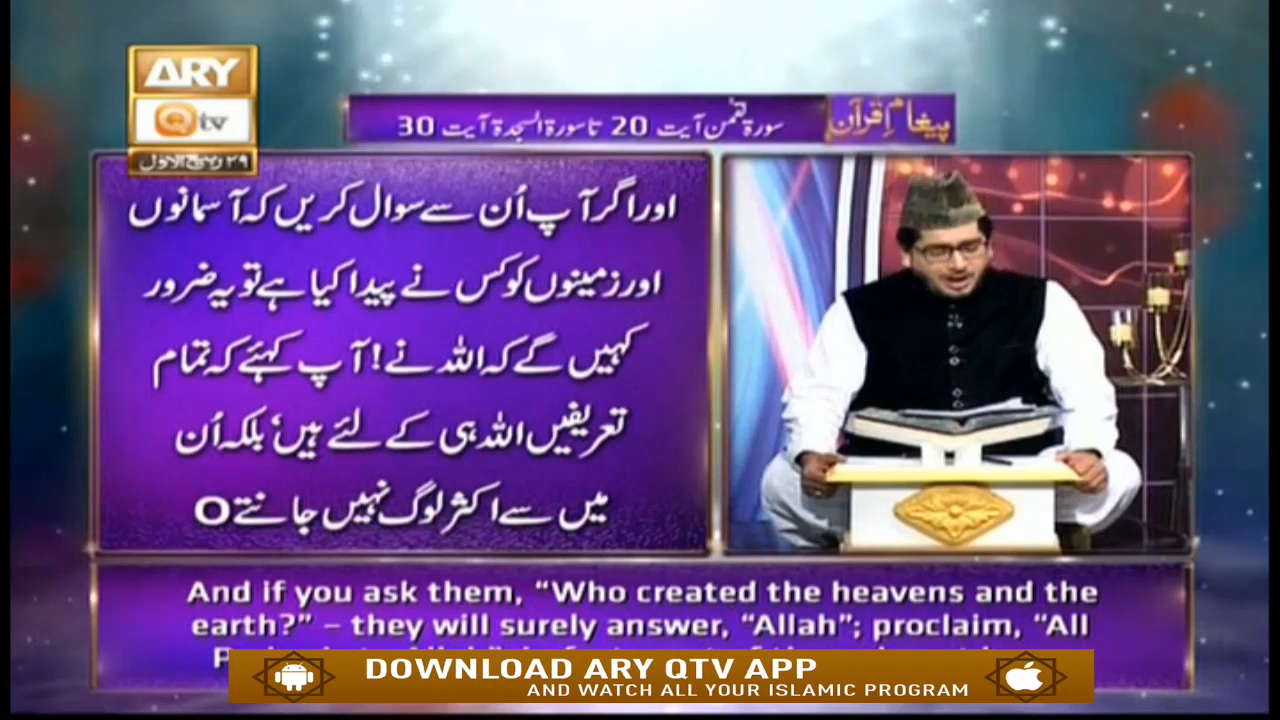 ARY
Qtv
۲۹ ربیع الاول
پیغامِ قرآن
سورۃ لقمٰن آیت 20 تا سورۃ السجدۃ آیت 30
اور اگر آپ اُن سے سوال کریں کہ آسمانوں
اور زمینوں کو کس نے پیدا کیا ہے تو یہ ضرور
کہیں گے کہ اللہ نے! آپ کہئے کہ تمام
تعریفیں اللہ ہی کے لئے ہیں، بلکہ اُن
میں سے اکثر لوگ نہیں جانتے O
And if you ask them, “Who created the heavens and the
earth?” – they will surely answer, “Allah”; proclaim, “All
DOWNLOAD ARY QTV APP
AND WATCH ALL YOUR ISLAMIC PROGRAM